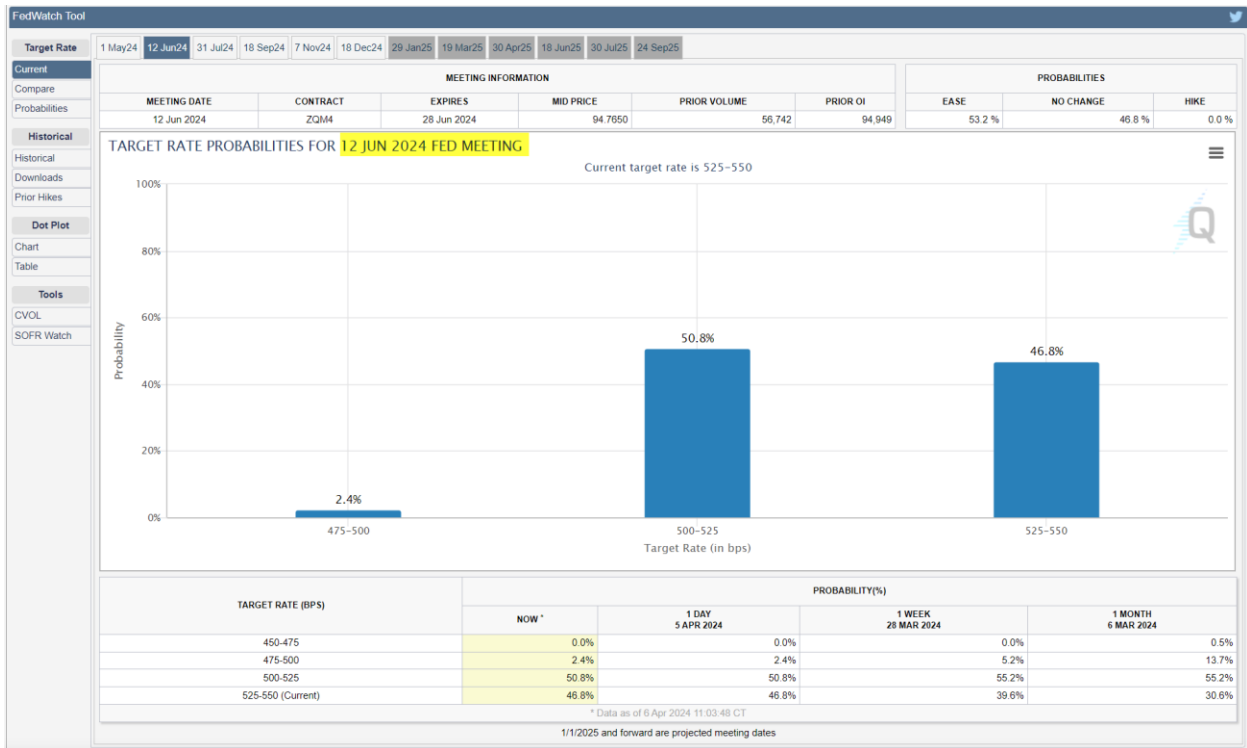 FedWatch Tool
Target Rate
Current
Compare
Probabilities
Historical
Historical
Downloads
Prior Hikes
Dot Plot
Chart
Table
Tools
CVOL
SOFR Watch
1 May24 12 Jun24 31 Jul24 18 Sep24 7 Nov24 18 Dec24 29 Jan25 19 Mar25 30 Apr25 18 Jun25 30 Jul25 24 Sep25
MEETING INFORMATION
MEETING DATE CONTRACT EXPIRES MID PRICE PRIOR VOLUME PRIOR OI
12 Jun 2024 ZQM4 28 Jun 2024 94.7650 56,742 94,949
PROBABILITIES
EASE NO CHANGE HIKE
53.2 % 46.8 % 0.0 %
TARGET RATE PROBABILITIES FOR 12 JUN 2024 FED MEETING
Current target rate is 525-550
Q
Probability
100%
80%
60%
40%
20%
0%
2.4%
50.8%
46.8%
475-500 500-525 525-550
Target Rate (in bps)
TARGET RATE (BPS) PROBABILITY(%)
NOW * 1 DAY 5 APR 2024 1 WEEK 28 MAR 2024 1 MONTH 6 MAR 2024
450-475 0.0% 0.0% 0.0% 0.5%
475-500 2.4% 2.4% 5.2% 13.7%
500-525 50.8% 50.8% 55.2% 55.2%
525-550 (Current) 46.8% 46.8% 39.6% 30.6%
* Data as of 6 Apr 2024 11:03:48 CT
1/1/2025 and forward are projected meeting dates